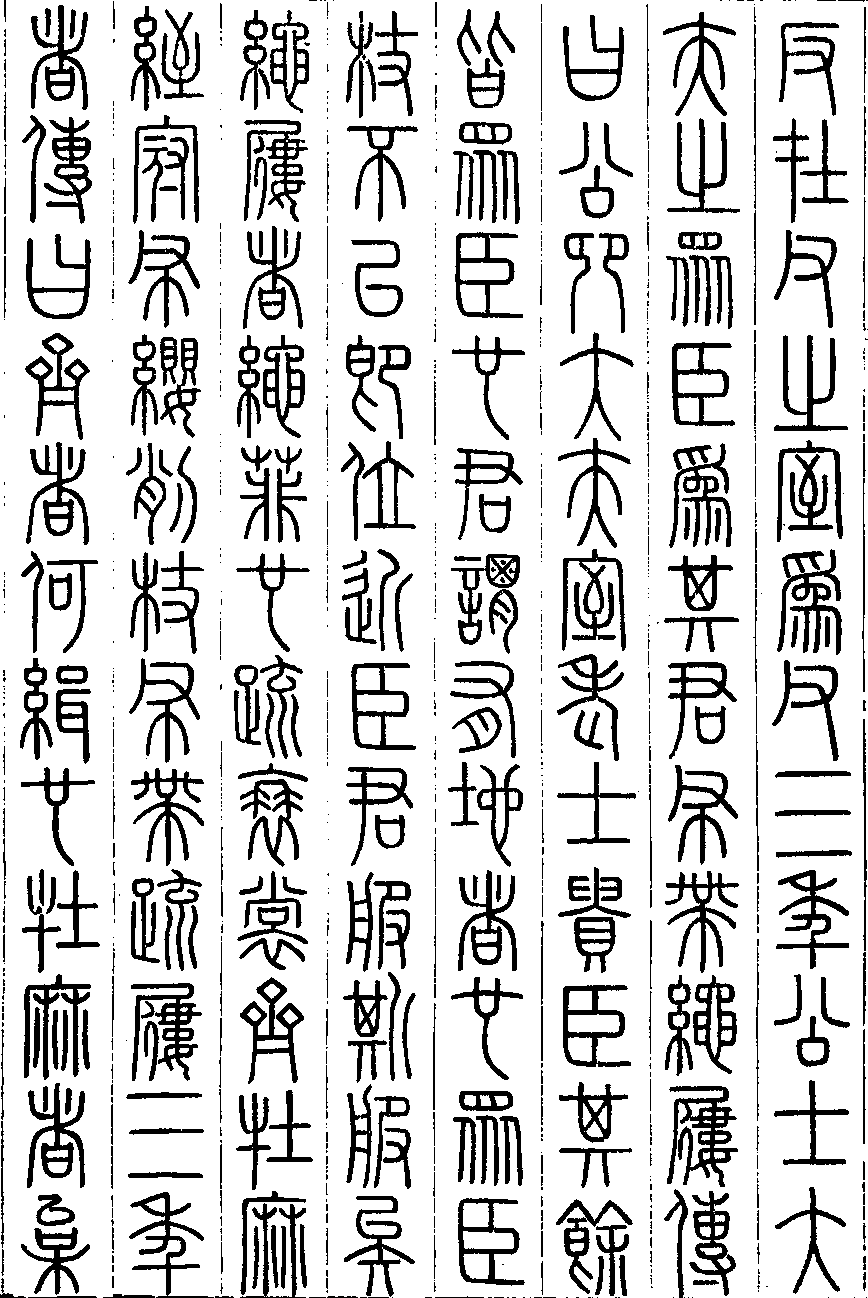 反在父之室爲父三年公士大
夫之衆臣爲其君布帶繩屨傳
曰公卿大夫室老士貴臣其餘
皆衆臣也君謂有地者也衆臣
杖不以即位近臣君服斯服矣
繩屨者繩菲也疏衰裳齊牡麻
絰冠布纓削杖布帶疏屨三年
者傳曰齊者何緝也牡麻者枲